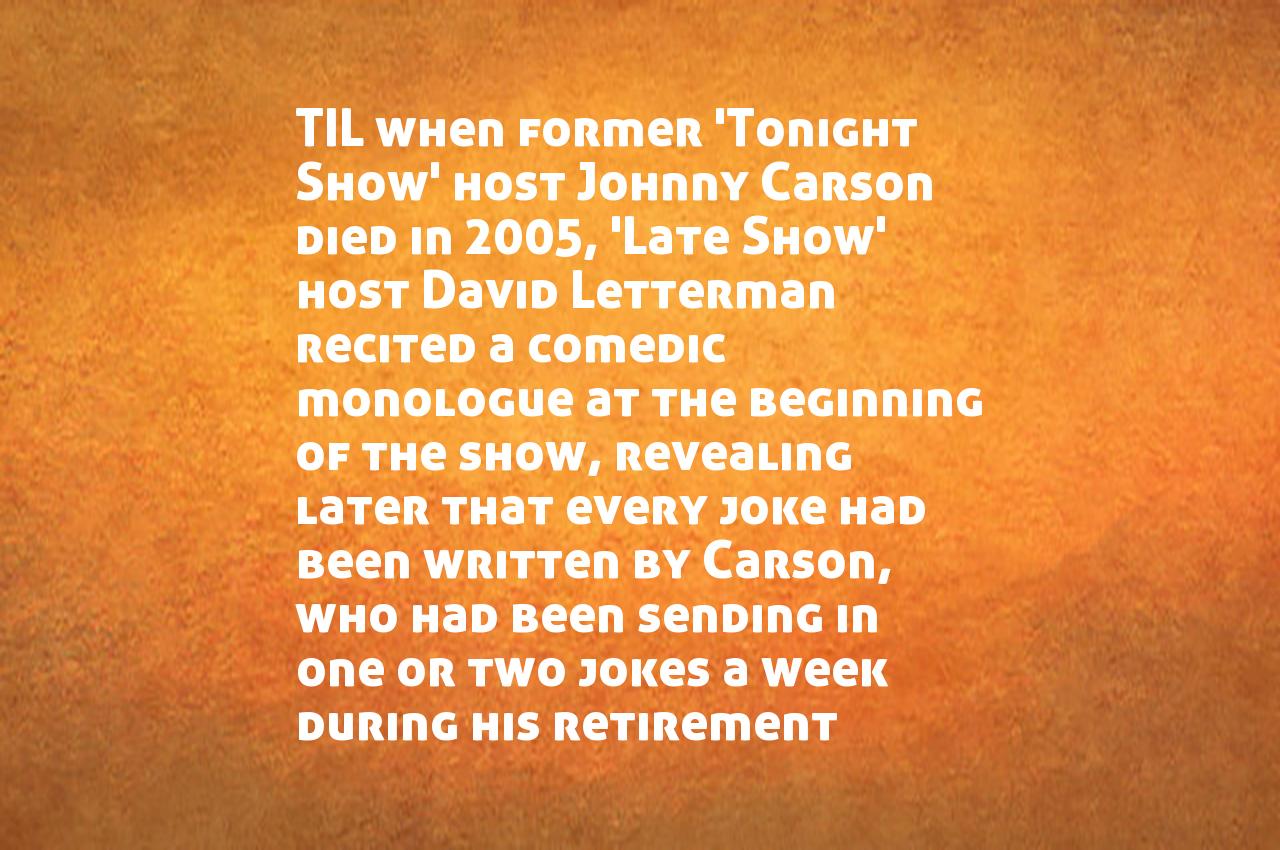 TIL when former 'Tonight
Show' host Johnny Carson
died in 2005, 'Late Show'
host David Letterman
recited a comedic
monologue at the beginning
of the show, revealing
later that every joke had
been written by Carson,
who had been sending in
one or two jokes a week
during his retirement